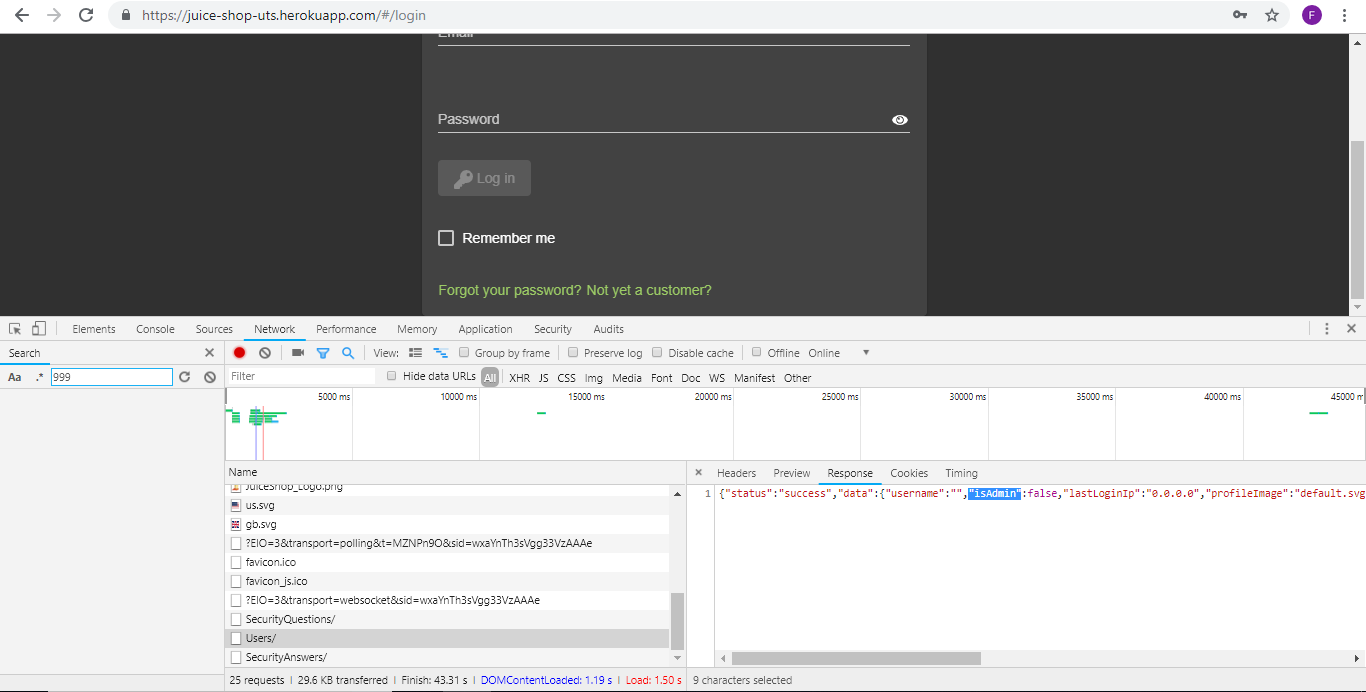 https://juice-shop-uts.herokuapp.com/#/login
F
Email
Password
Log in
Remember me
Forgot your password? Not yet a customer?
Elements Console Sources Network Performance Memory Application Security Audits
Search
View: Group by frame Preserve log Disable cache Offline Online
Aa .* 999
Filter Hide data URLs All XHR JS CSS Img Media Font Doc WS Manifest Other
5000 ms 10000 ms 15000 ms 20000 ms 25000 ms 30000 ms 35000 ms 40000 ms 45000 m
Name
JuiceShop_Logo.png
us.svg
gb.svg
?EIO=3&transport=polling&t=MZNPn9O&sid=wxaYnTh3sVgg33VzAAAe
favicon.ico
favicon_js.ico
?EIO=3&transport=websocket&sid=wxaYnTh3sVgg33VzAAAe
SecurityQuestions/
Users/
SecurityAnswers/
25 requests 29.6 KB transferred Finish: 43.31 s DOMContentLoaded: 1.19 s Load: 1.50 s
Headers Preview Response Cookies Timing
1 {"status":"success","data":{"username":"","isAdmin":false,"lastLoginIp":"0.0.0.0","profileImage":"default.svg
9 characters selected